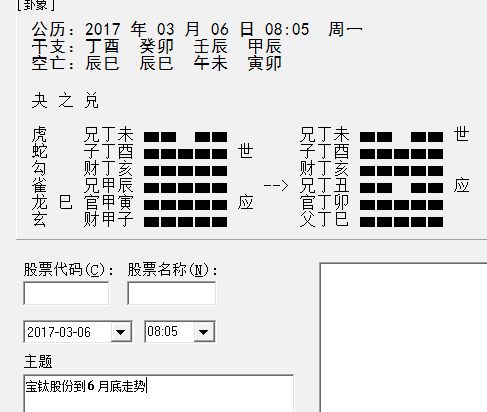 [卦象]
公历：2017 年 03 月 06 日 08:05 周一
干支：丁酉 癸卯 壬辰 甲辰
空亡：辰巳 辰巳 午未 寅卯
夬 之 兑
虎 兄丁未 兄丁未 世
蛇 子丁酉 世 子丁酉
勾 财丁亥 财丁亥
雀 兄甲辰 --> 兄丁丑 应
龙 巳 官甲寅 应 官丁卯
玄 财甲子 父丁巳
股票代码(C)： 股票名称(N)：
2017-03-06 08:05
主题
宝钛股份到6 月底走势